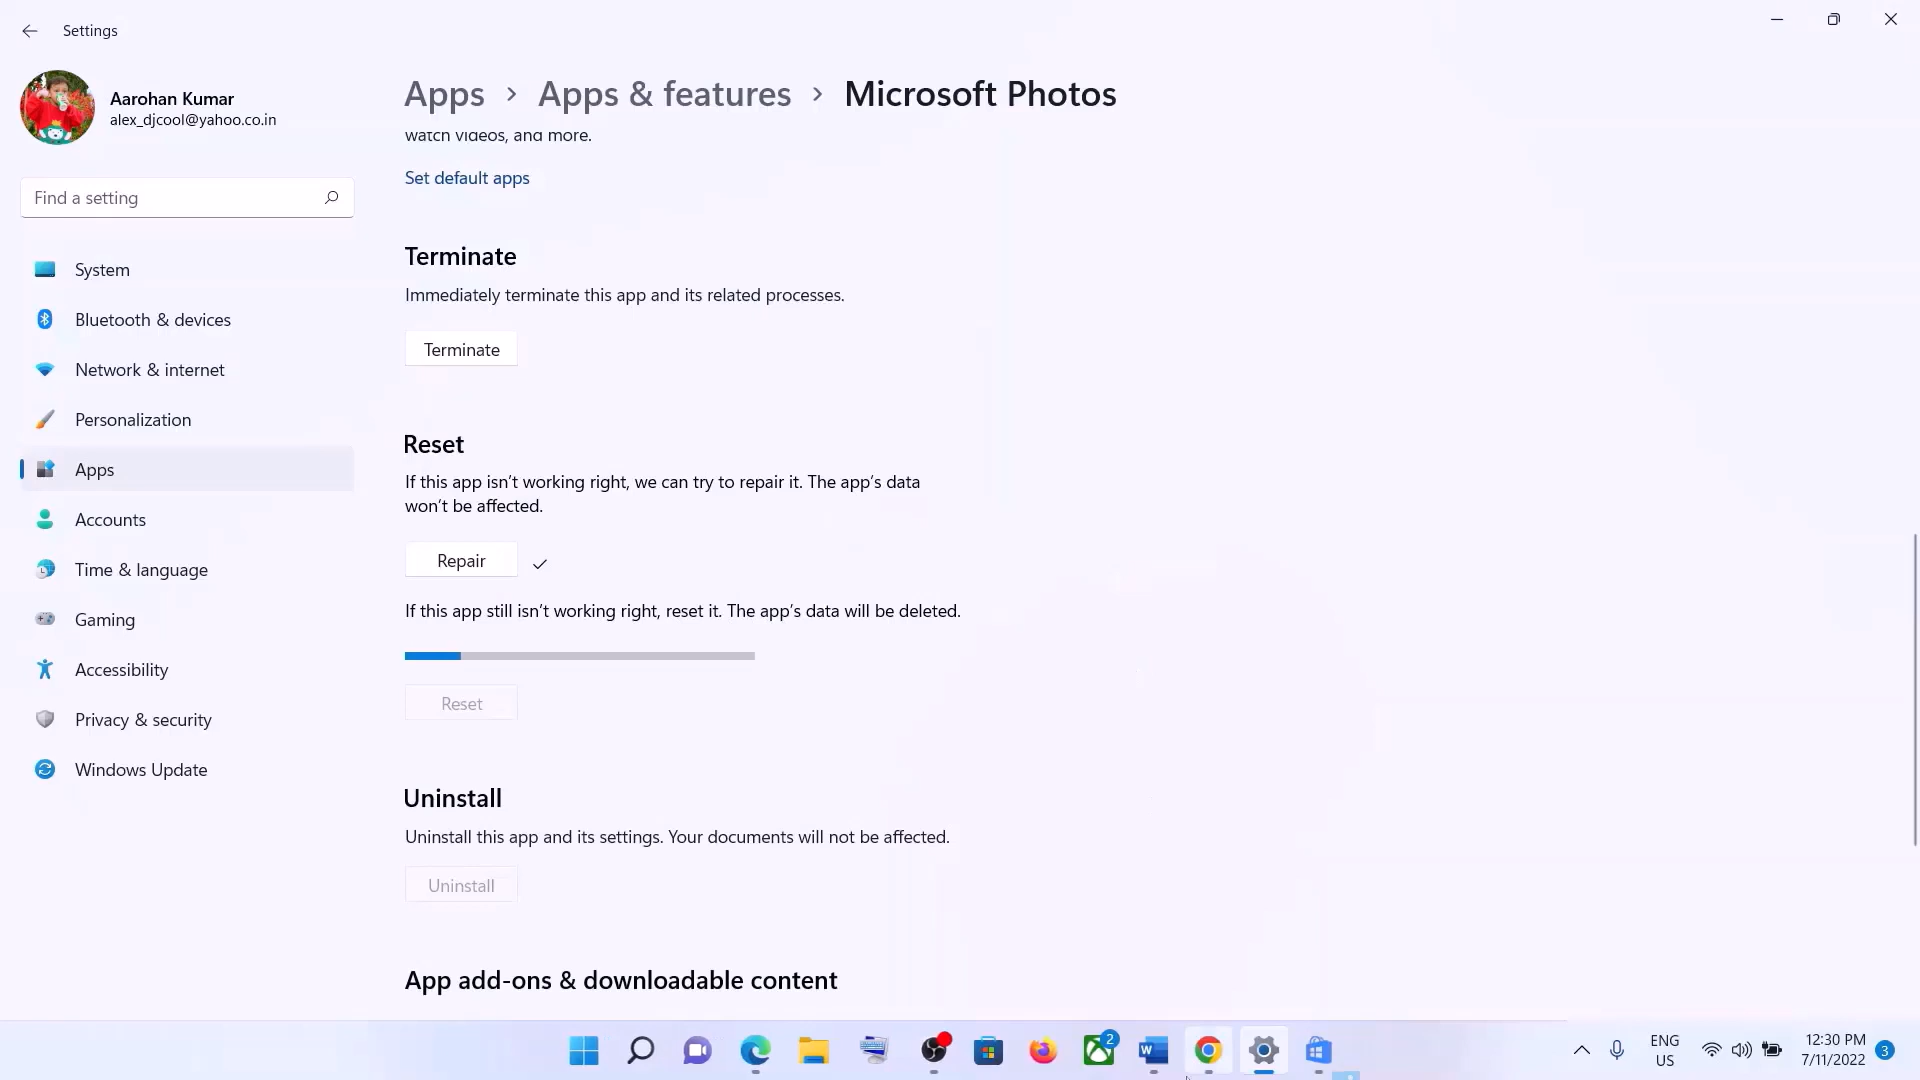 Settings
Aarohan Kumar
alex_djcool@yahoo.co.in
Find a setting
System
Bluetooth & devices
Network & internet
Personalization
Apps
Accounts
Time & language
Gaming
Accessibility
Privacy & security
Windows Update
Apps > Apps & features > Microsoft Photos
watch videos, and more.
Set default apps
Terminate
Immediately terminate this app and its related processes.
Terminate
Reset
If this app isn't working right, we can try to repair it. The app's data
won't be affected.
Repair
If this app still isn't working right, reset it. The app's data will be deleted.
Reset
Uninstall
Uninstall this app and its settings. Your documents will not be affected.
Uninstall
App add-ons & downloadable content
2
W
ENG
US
12:30 PM
7/11/2022
3